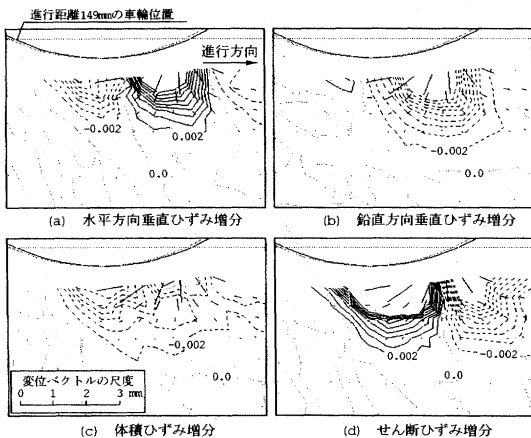 進行距離149mmの車輪位置
進行方向
-0.002
0.002
0.0
(a) 水平方向垂直ひずみ増分
-0.002
0.0
(b) 鉛直方向垂直ひずみ増分
-0.002
0.0
変位ベクトルの尺度
0 1 2 3 mm
(c) 体積ひずみ増分
0.002
-0.002
0.0
(d) せん断ひずみ増分